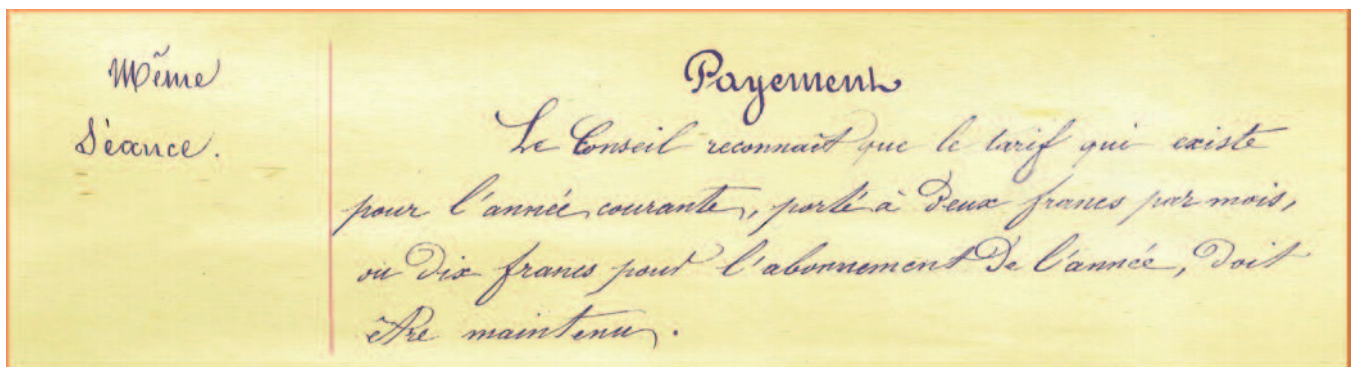 Même
Séance.
Payement
Le Conseil reconnaît que le tarif qui existe
pour l'année courante, porté à Deux francs par mois,
ou Dix francs pour l'abonnement De l'année, Doit
être maintenu.